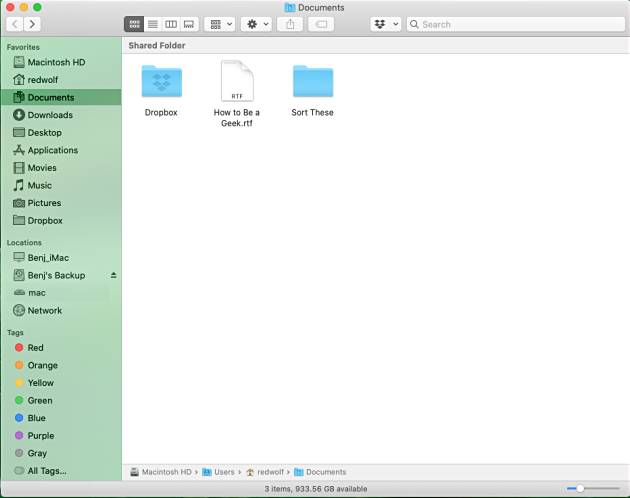 Documents
Search
Favorites
Macintosh HD
redwolf
Documents
Downloads
Desktop
Applications
Movies
Music
Pictures
Dropbox
Locations
Benj_iMac
Benj's Backup
mac
Network
Tags
Red
Orange
Yellow
Green
Blue
Purple
Gray
All Tags...
Shared Folder
RTF
Dropbox
How to Be a
Geek.rtf
Sort These
Macintosh HD › Users › redwolf › Documents
3 items, 933.56 GB available